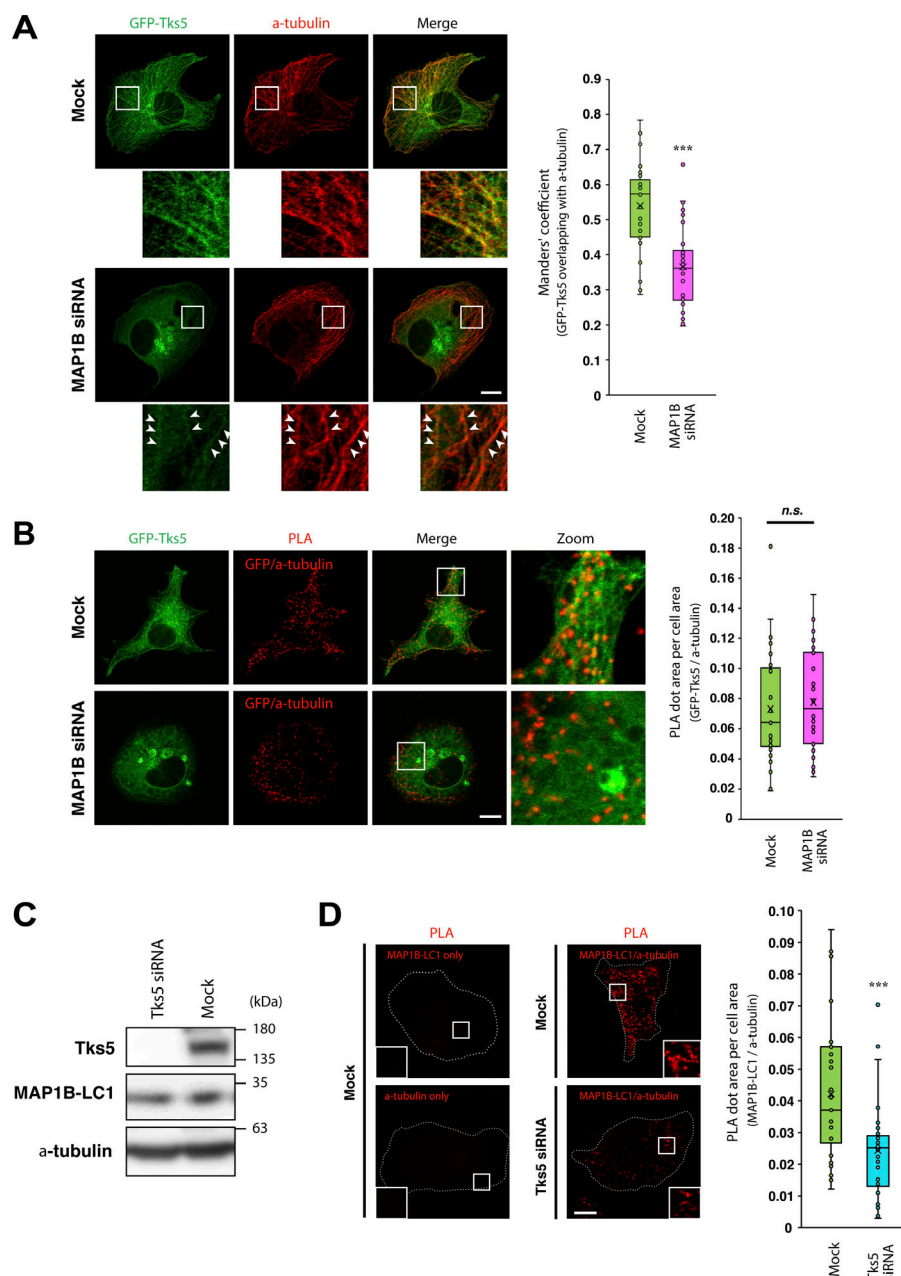 A
GFP-Tks5
a-tubulin
Merge
Mock
MAP1B siRNA
Manders' coefficient
(GFP-Tks5 overlapping with a-tubulin)
0.9
0.8
0.7
0.6
0.5
0.4
0.3
0.2
0.1
0
***
Mock
MAP1B
siRNA
B
GFP-Tks5
PLA
Merge
Zoom
Mock
GFP/a-tubulin
MAP1B siRNA
GFP/a-tubulin
PLA dot area per cell area
(GFP-Tks5 / a-tubulin)
0.20
0.18
0.16
0.14
0.12
0.10
0.08
0.06
0.04
0.02
0
n.s.
Mock
MAP1B
siRNA
C
Tks5 siRNA
Mock
(kDa)
Tks5
180
135
MAP1B-LC1
35
a-tubulin
63
D
PLA
PLA
Mock
MAP1B-LC1 only
a-tubulin only
Mock
MAP1B-LC1/a-tubulin
Tks5 siRNA
MAP1B-LC1/a-tubulin
PLA dot area per cell area
(MAP1B-LC1 / a-tubulin)
0.10
0.09
0.08
0.07
0.06
0.05
0.04
0.03
0.02
0.01
0
***
Mock
Tks5
siRNA